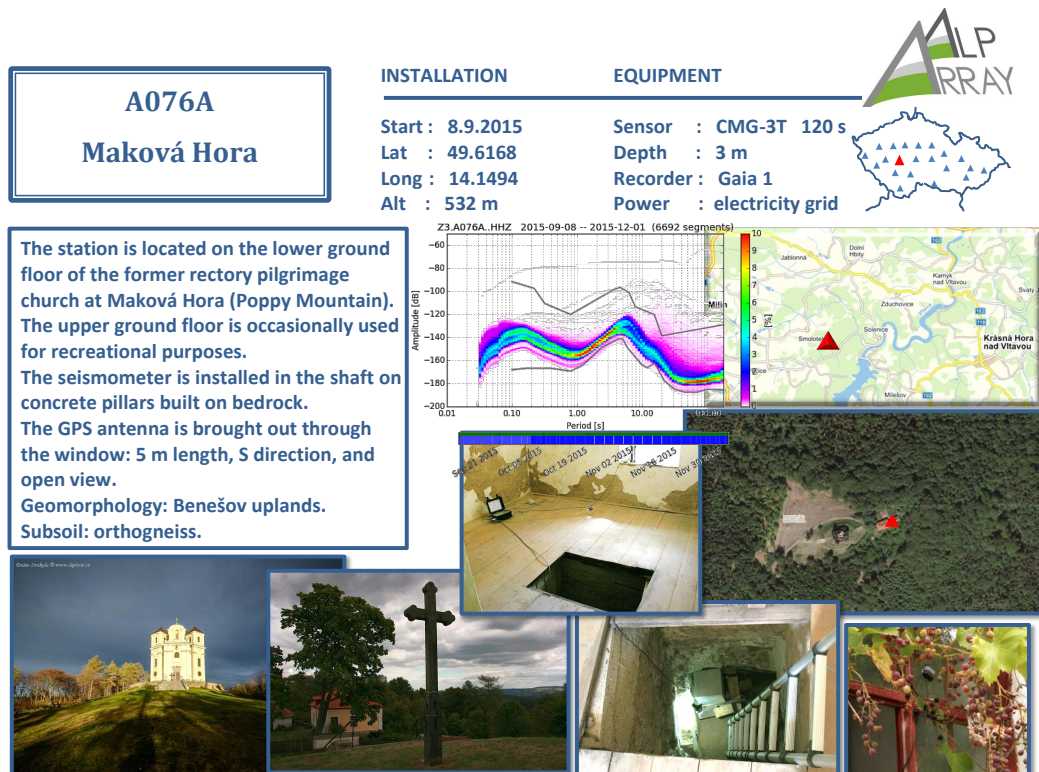 A076A
Maková Hora
INSTALLATION
Start : 8.9.2015
Lat : 49.6168
Long : 14.1494
Alt : 532 m
EQUIPMENT
Sensor : CMG-3T 120 s
Depth : 3 m
Recorder : Gaia 1
Power : electricity grid
ALP
ARRAY
The station is located on the lower ground
floor of the former rectory pilgrimage
church at Maková Hora (Poppy Mountain).
The upper ground floor is occasionally used
for recreational purposes.
The seismometer is installed in the shaft on
concrete pillars built on bedrock.
The GPS antenna is brought out through
the window: 5 m length, S direction, and
open view.
Geomorphology: Benešov uplands.
Subsoil: orthogneiss.
Z3.A076A..HHZ 2015-09-08 -- 2015-12-01 (6692 segments)
Amplitude [dB]
−60
−80
−100
−120
−140
−160
−180
−200
0.01
0.10
1.00
10.00
Period [s]
10
9
8
7
6
5
4
3
2
1
0
[%]
Sep 21 2015
Oct 05 2015
Oct 19 2015
Nov 02 2015
Nov 16 2015
Nov 30 2015
Jablonná
Dolní
Hbity
102
Kamýk
nad Vltavou
Svatý J
Milín
Zduchovice
102
118
Solenice
Smolotel
Krásná Hora
nad Vltavou
Milešov
102